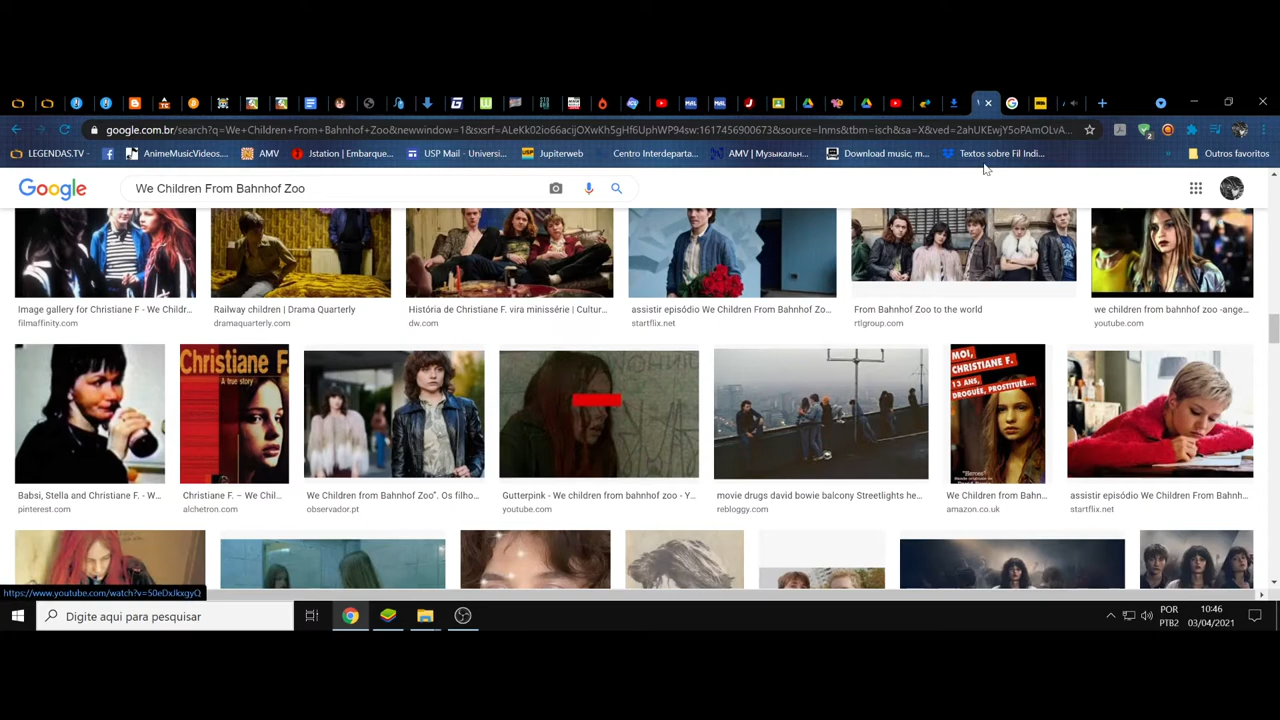 google.com.br/search?q=We+Children+From+Bahnhof+Zoo&newwindow=1&sxsrf=ALeKk02io66acijOXwKh5gHf6UphWP94sw:1617456900673&source=lnms&tbm=isch&sa=X&ved=2ahUKEwjY5oPAmOLvA...
LEGENDAS.TV - AnimeMusicVideos.... AMV Jstation | Embarque... USP Mail - Universi... Jupiterweb Centro Interdeparta... AMV | Музыкальн... Download music, m... Textos sobre Fil Indi... Outros favoritos
Google We Children From Bahnhof Zoo
Image gallery for Christiane F - We Childr...
filmaffinity.com
Railway children | Drama Quarterly
dramaquarterly.com
História de Christiane F. vira minissérie | Cultur...
dw.com
assistir episódio We Children From Bahnhof Zo...
startflix.net
From Bahnhof Zoo to the world
rtlgroup.com
we children from bahnhof zoo -ange...
youtube.com
Christiane F.
A true story
MOI,
CHRISTIANE F.
13 ANS,
DROGUÉE, PROSTITUÉE...
"Heroes"
Babsi, Stella and Christiane F. - W...
pinterest.com
Christiane F. – We Chil...
alchetron.com
We Children from Bahnhof Zoo". Os filho...
observador.pt
Gutterpink - We children from bahnhof zoo - Y...
youtube.com
movie drugs david bowie balcony Streetlights he...
rebloggy.com
We Children from Bahn...
amazon.co.uk
assistir episódio We Children From Bahnh...
startflix.net
https://www.youtube.com/watch?v=50eDxJkxgyQ
Digite aqui para pesquisar
POR
PTB2
10:46
03/04/2021